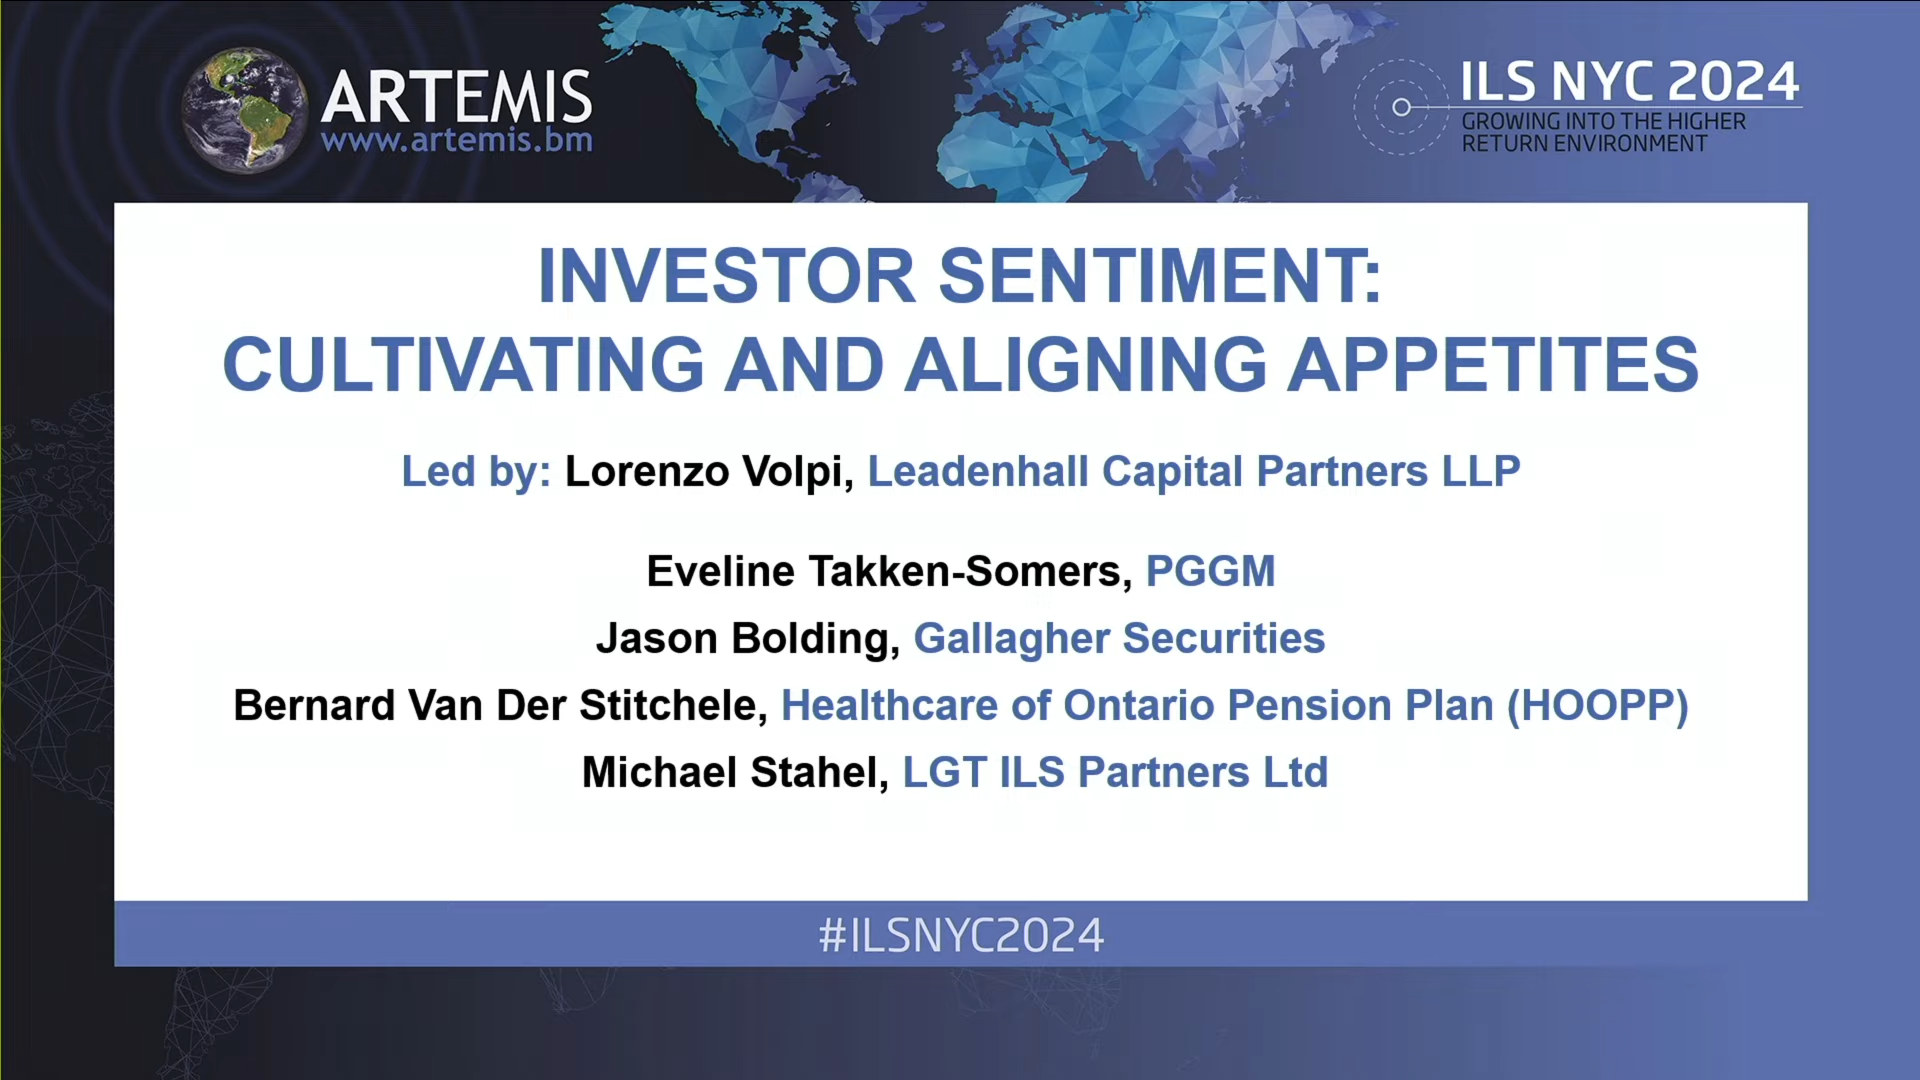 ARTEMIS
www.artemis.bm
ILS NYC 2024
GROWING INTO THE HIGHER
RETURN ENVIRONMENT
INVESTOR SENTIMENT:
CULTIVATING AND ALIGNING APPETITES
Led by: Lorenzo Volpi, Leadenhall Capital Partners LLP
Eveline Takken-Somers, PGGM
Jason Bolding, Gallagher Securities
Bernard Van Der Stitchele, Healthcare of Ontario Pension Plan (HOOPP)
Michael Stahel, LGT ILS Partners Ltd
#ILSNYC2024